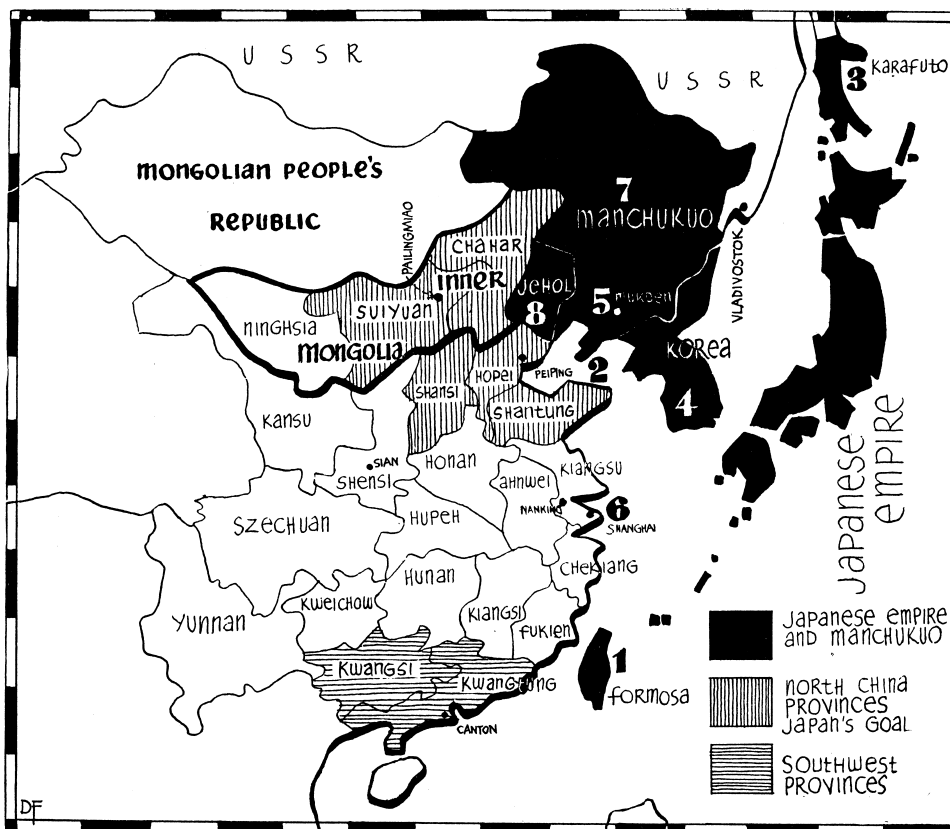 U S S R
U S S R
3 KARAFUTO
MONGOLIAN PEOPLE'S
REPUBLIC
7
MANCHUKUO
PAILINGMIAO
CHAHAR
INNER
JEHOL
8
5. MUKDEN
VLADIVOSTOK
SUIYUAN
NINGHSIA
MONGOLIA
KOREA
4
2
PEIPING
HOPEI
SHANSI
SHANTUNG
KANSU
SIAN
SHENSI
HONAN
KIANGSU
AHNWEI
NANKING
6
SHANGHAI
JAPANESE
EMPIRE
SZECHUAN
HUPEH
CHEKIANG
HUNAN
KWEICHOW
KIANGSI
YUNNAN
FUKIEN
KWANGSI
KWANGTUNG
CANTON
1
FORMOSA
JAPANESE EMPIRE
AND MANCHUKUO
NORTH CHINA
PROVINCES
JAPAN'S GOAL
SOUTHWEST
PROVINCES
DF